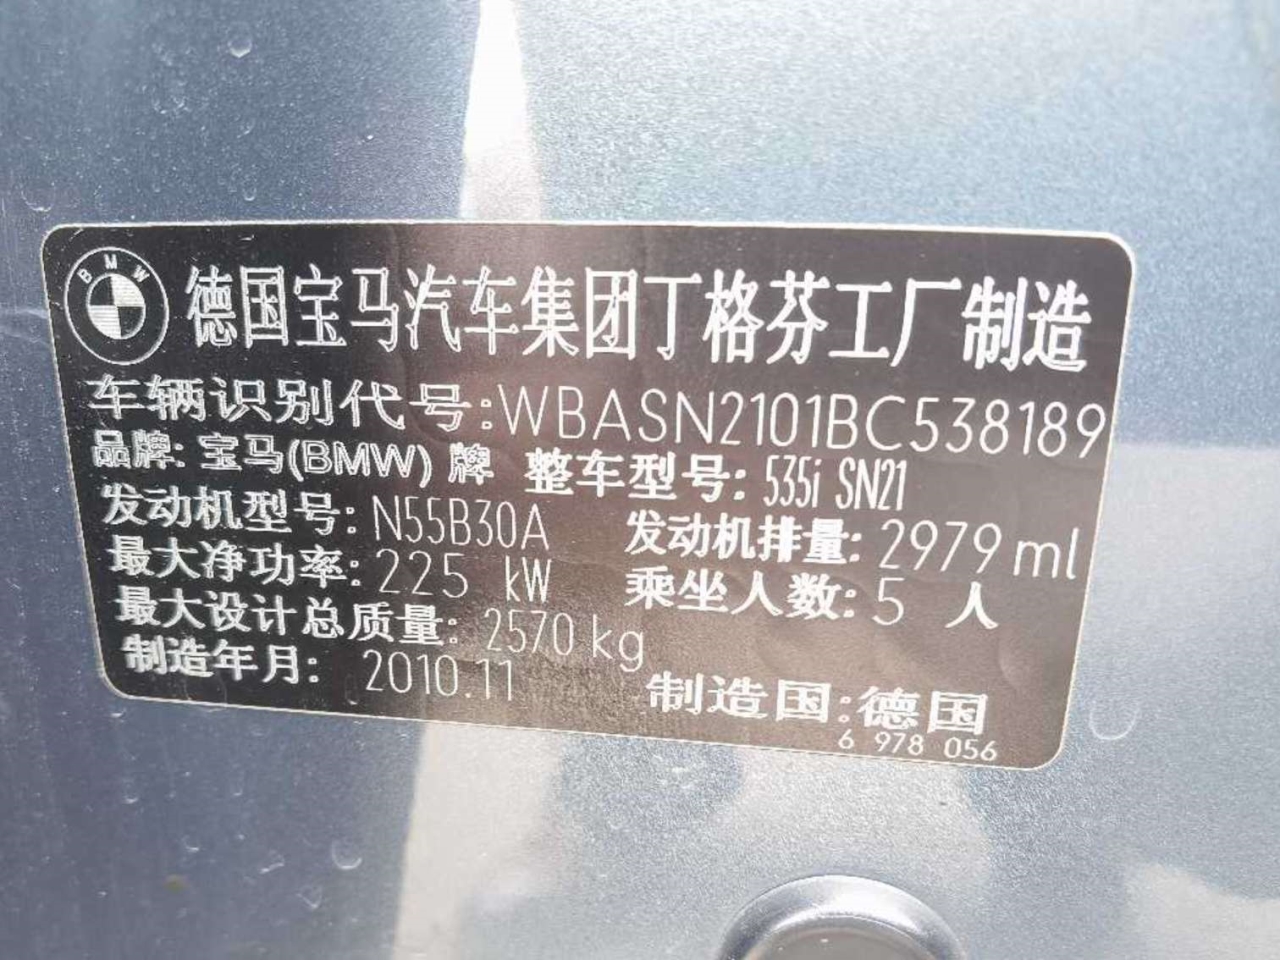 BMW
德国宝马汽车集团丁格芬工厂制造
车辆识别代号:WBASN2101BC538189
品牌: 宝马(BMW) 牌 整车型号: 535i SN21
发动机型号: N55B30A 发动机排量: 2979 ml
最大净功率: 225 kW 乘坐人数: 5 人
最大设计总质量: 2570 kg
制造年月: 2010.11 制造国: 德国
6 978 056